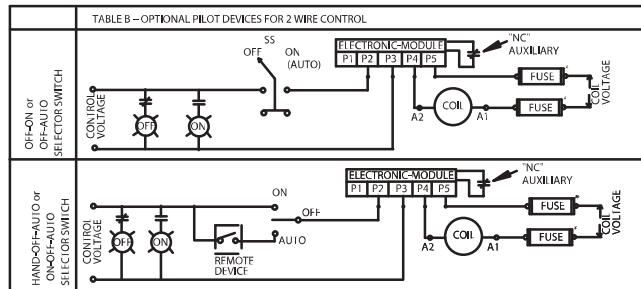 TABLE B – OPTIONAL PILOT DEVICES FOR 2 WIRE CONTROL
OFF-ON or
OFF-AUTO
SELECTOR SWITCH
CONTROL
VOLTAGE
OFF
ON
SS
OFF
ON
(AUTO)
ELECTRONIC-MODULE
P1 P2 P3 P4 P5
"NC"
AUXILIARY
FUSE
FUSE
COIL
A2
A1
COIL
VOLTAGE
HAND-OFF-AUTO or
ON-OFF-AUTO
SELECTOR SWITCH
CONTROL
VOLTAGE
OFF
ON
ON
OFF
AUTO
REMOTE
DEVICE
ELECTRONIC-MODULE
P1 P2 P3 P4 P5
"NC"
AUXILIARY
FUSE
FUSE
COIL
A2
A1
COIL
VOLTAGE